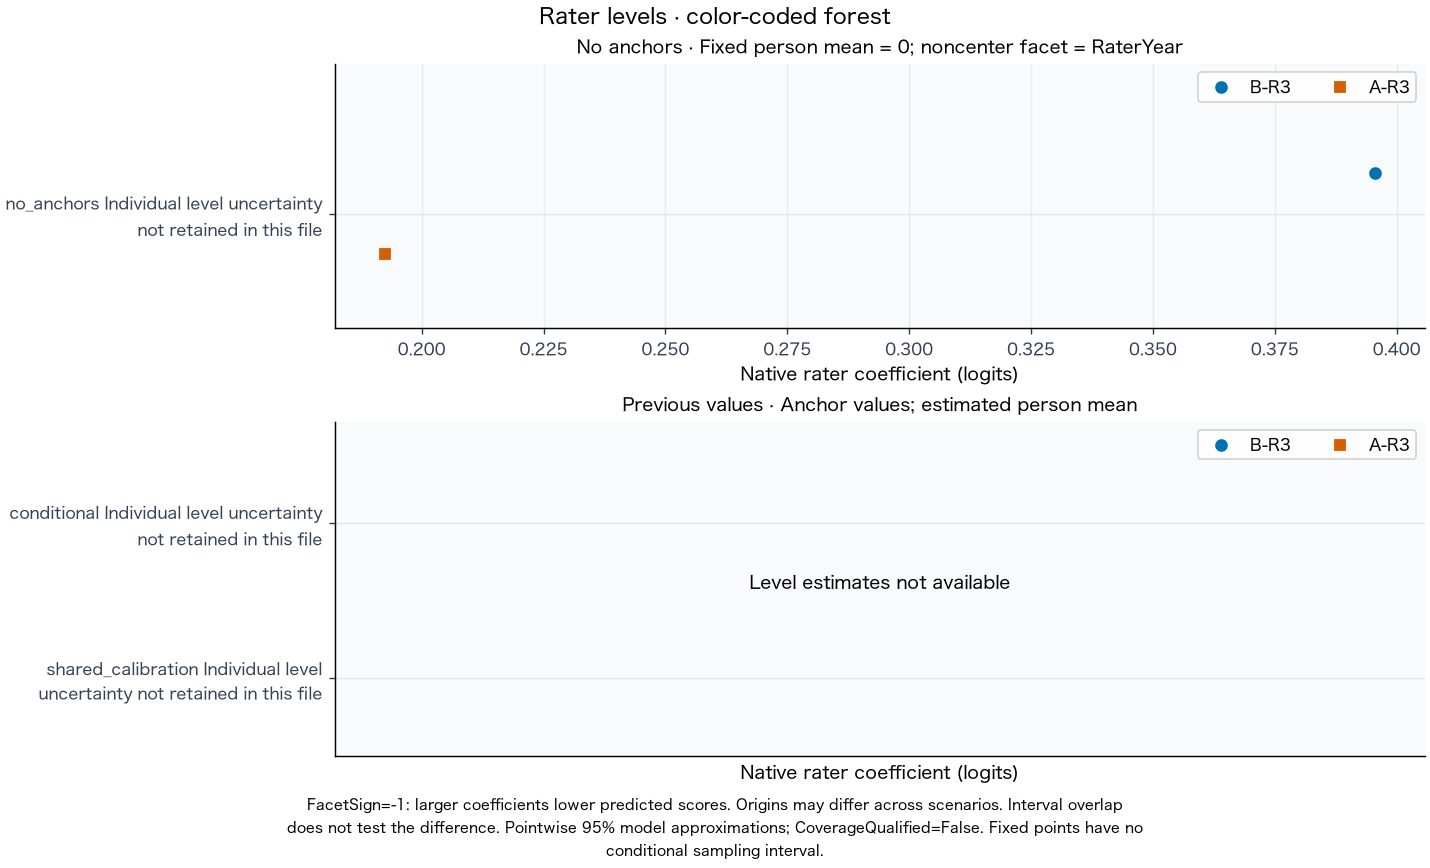 Rater levels · color-coded forest
No anchors · Fixed person mean = 0; noncenter facet = RaterYear
B-R3 A-R3
no_anchors Individual level uncertainty
not retained in this file
0.200 0.225 0.250 0.275 0.300 0.325 0.350 0.375 0.400
Native rater coefficient (logits)
Previous values · Anchor values; estimated person mean
B-R3 A-R3
conditional Individual level uncertainty
not retained in this file
Level estimates not available
shared_calibration Individual level
uncertainty not retained in this file
Native rater coefficient (logits)
FacetSign=-1: larger coefficients lower predicted scores. Origins may differ across scenarios. Interval overlap
does not test the difference. Pointwise 95% model approximations; CoverageQualified=False. Fixed points have no
conditional sampling interval.